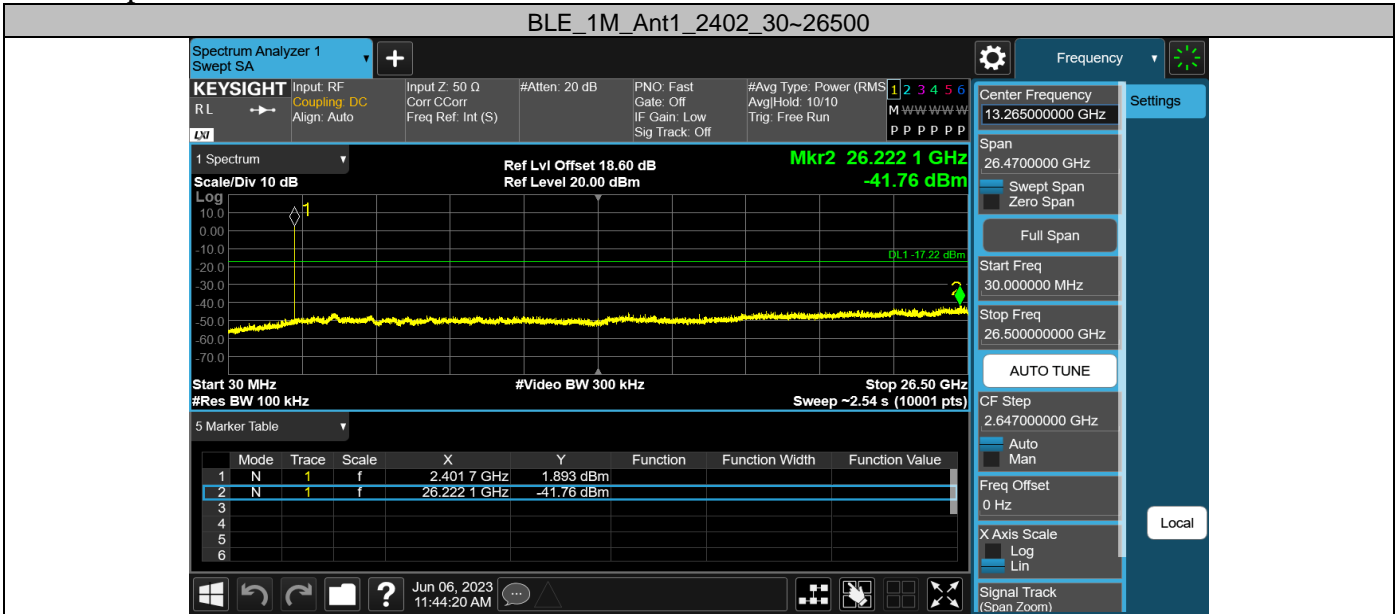 BLE_1M_Ant1_2402_30~26500
Spectrum Analyzer 1
Swept SA
Frequency
KEYSIGHT
RL
LXI
Input: RF
Coupling: DC
Align: Auto
Input Z: 50 Ω
Corr CCorr
Freq Ref: Int (S)
#Atten: 20 dB
PNO: Fast
Gate: Off
IF Gain: Low
Sig Track: Off
#Avg Type: Power (RMS
Avg|Hold: 10/10
Trig: Free Run
1 2 3 4 5 6
M W W W W W
P P P P P P
1 Spectrum
Scale/Div 10 dB
Ref Lvl Offset 18.60 dB
Ref Level 20.00 dBm
Mkr2 26.222 1 GHz
-41.76 dBm
Log
10.0
0.00
-10.0
-20.0
-30.0
-40.0
-50.0
-60.0
-70.0
1
DL1 -17.22 dBm
2
Start 30 MHz
#Res BW 100 kHz
#Video BW 300 kHz
Stop 26.50 GHz
Sweep ~2.54 s (10001 pts)
5 Marker Table
Mode Trace Scale X Y Function Function Width Function Value
1 N 1 f 2.401 7 GHz 1.893 dBm
2 N 1 f 26.222 1 GHz -41.76 dBm
3
4
5
6
Jun 06, 2023
11:44:20 AM
Center Frequency
13.265000000 GHz
Settings
Span
26.4700000 GHz
Swept Span
Zero Span
Full Span
Start Freq
30.000000 MHz
Stop Freq
26.500000000 GHz
AUTO TUNE
CF Step
2.647000000 GHz
Auto
Man
Freq Offset
0 Hz
Local
X Axis Scale
Log
Lin
Signal Track
(Span Zoom)